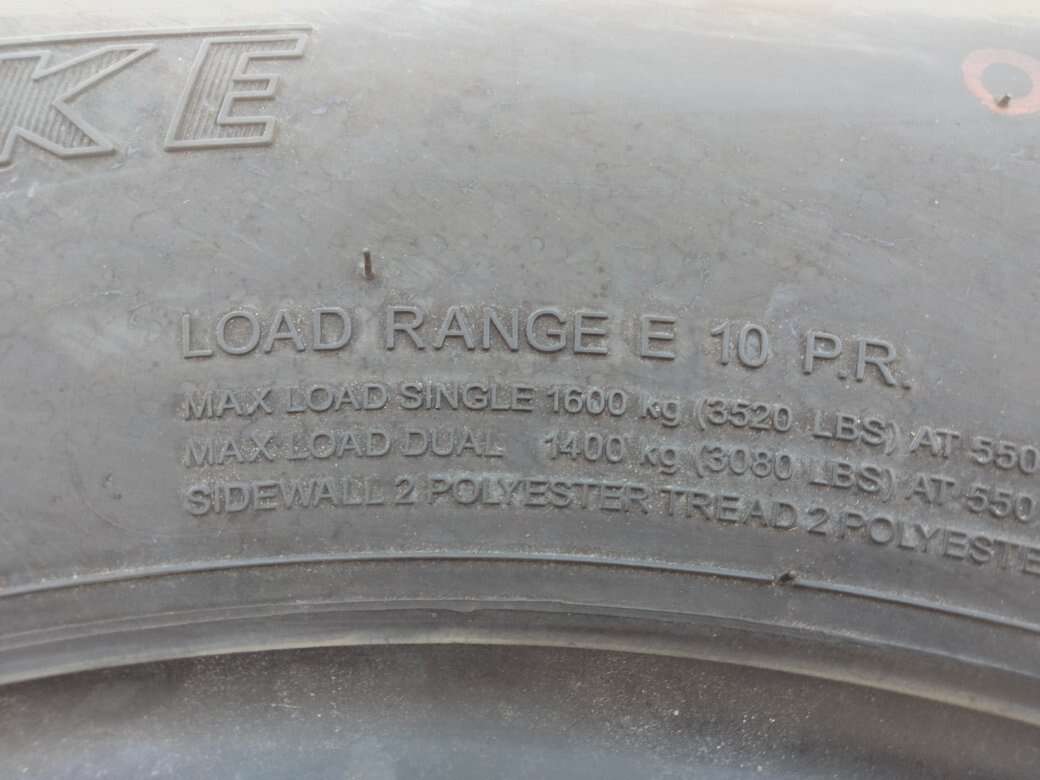 KE
LOAD RANGE E 10 P.R.
MAX LOAD SINGLE 1600 kg (3520 LBS) AT 550
MAX LOAD DUAL 1400 kg (3080 LBS) AT 550
SIDEWALL 2 POLYESTER TREAD 2 POLYESTE